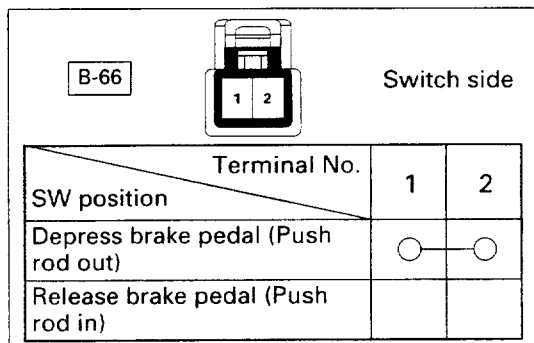 B-66
1 2
Switch side
Terminal No.
SW position
1
2
Depress brake pedal (Push
rod out)
Release brake pedal (Push
rod in)